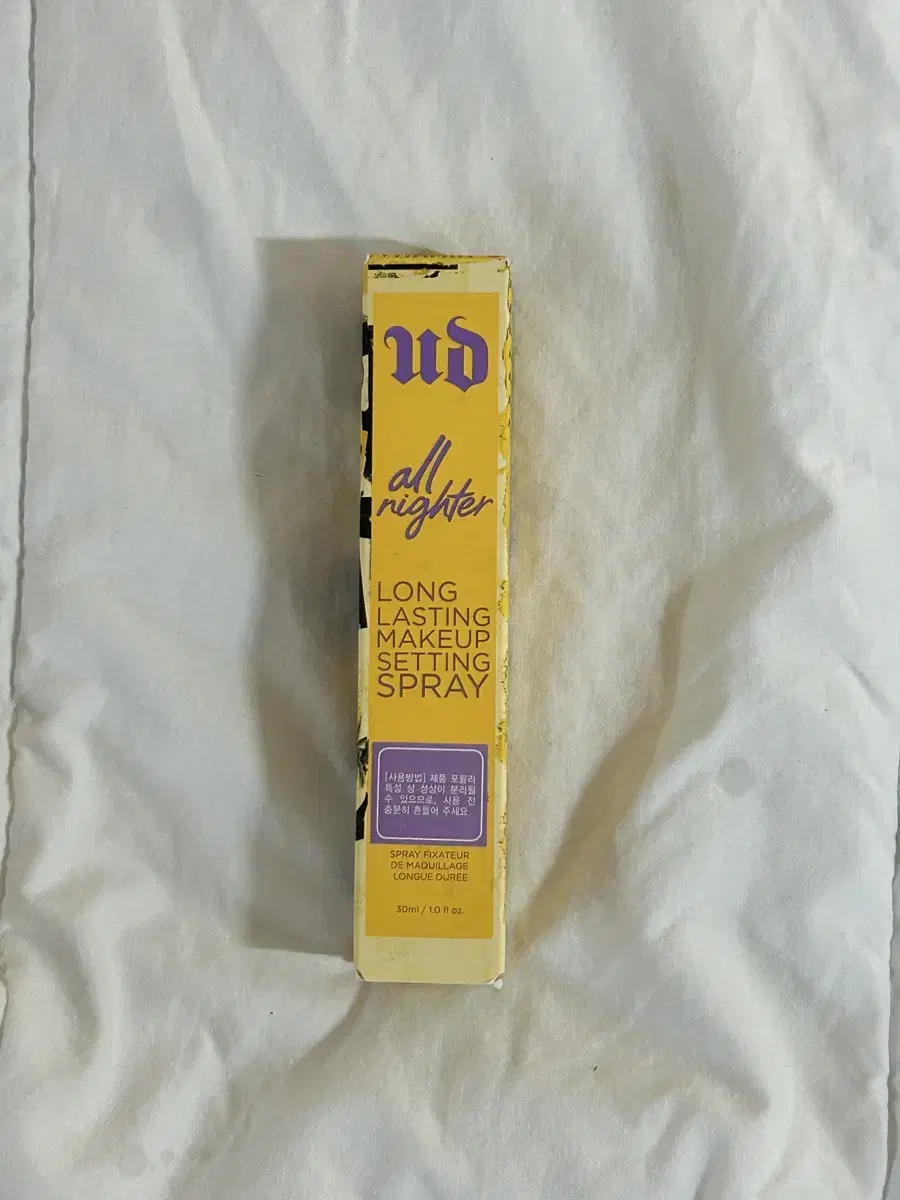 ud
all
nighter
LONG
LASTING
MAKEUP
SETTING
SPRAY
[사용방법] 제품 포뮬라
특성 상 성상이 분리될
수 있으므로, 사용 전
충분히 흔들어 주세요.
SPRAY FIXATEUR
DE MAQUILLAGE
LONGUE DURÉE
30ml / 1.0 fl oz.